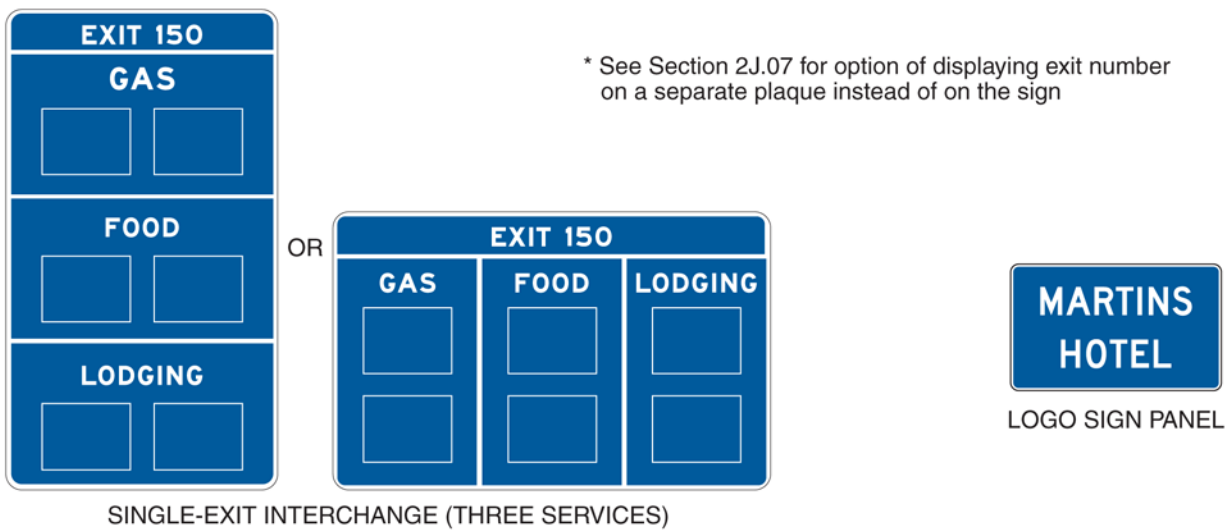 EXIT 150
GAS
FOOD
LODGING
OR
EXIT 150
GAS FOOD LODGING
SINGLE-EXIT INTERCHANGE (THREE SERVICES)
* See Section 2J.07 for option of displaying exit number
on a separate plaque instead of on the sign
MARTINS
HOTEL
LOGO SIGN PANEL